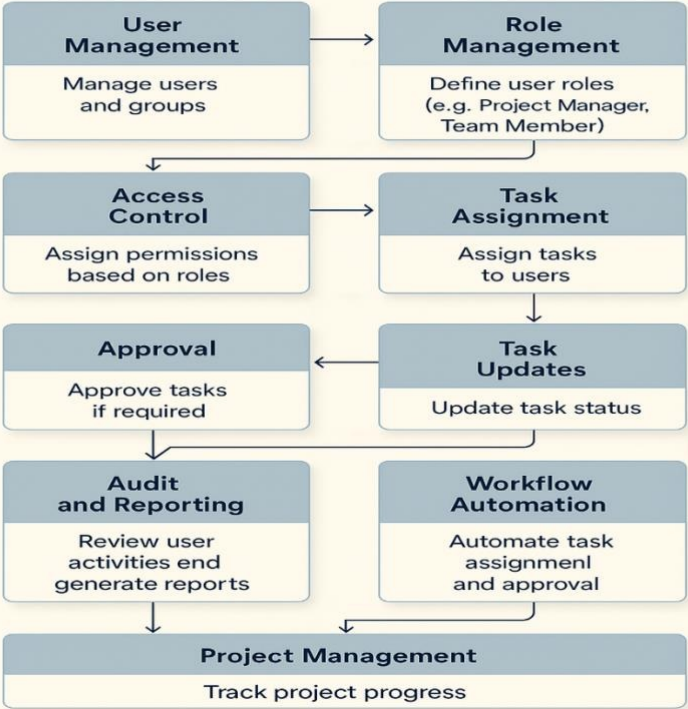 User
Management
Manage users
and groups
Role
Management
Define user roles
(e.g. Project Manager,
Team Member)
Access
Control
Assign permissions
based on roles
Task
Assignment
Assign tasks
to users
Approval
Approve tasks
if required
Task
Updates
Update task status
Audit
and Reporting
Review user
activities end
generate reports
Workflow
Automation
Automate task
assignmenl
and approval
Project Management
Track project progress